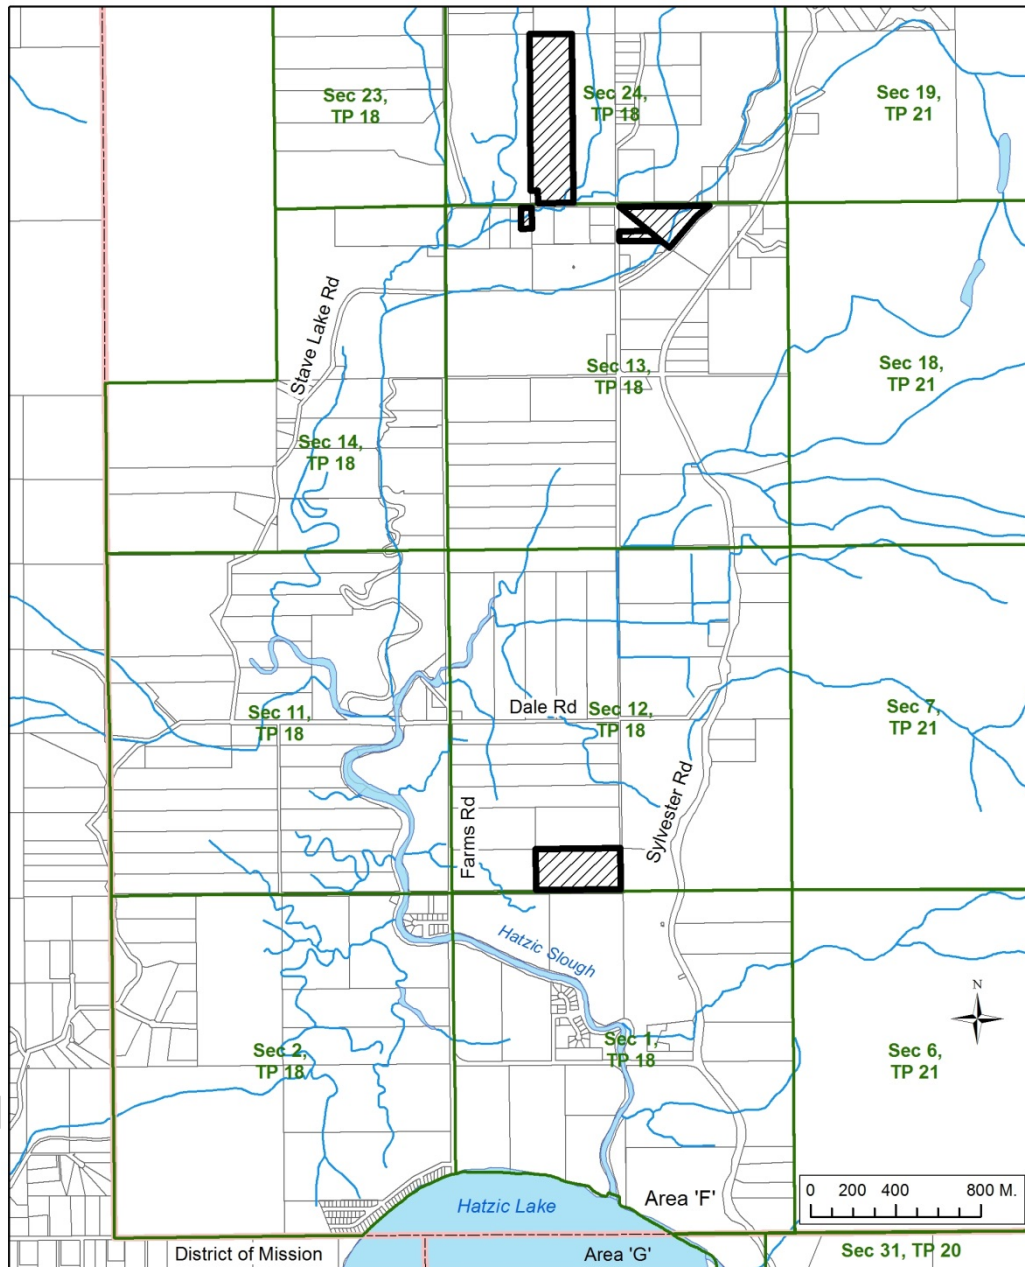 Sec 23,
TP 18
Sec 24,
TP 18
Sec 19,
TP 21
Stave Lake Rd
Sec 13,
TP 18
Sec 18,
TP 21
Sec 14,
TP 18
Dale Rd
Sec 11,
TP 18
Sec 12,
TP 18
Sec 7,
TP 21
Farms Rd
Sylvester Rd
Hatzic Slough
N
Sec 2,
TP 18
Sec 1,
TP 18
Sec 6,
TP 21
Hatzic Lake
Area 'F'
0 200 400 800 M.
District of Mission
Area 'G'
Sec 31, TP 20